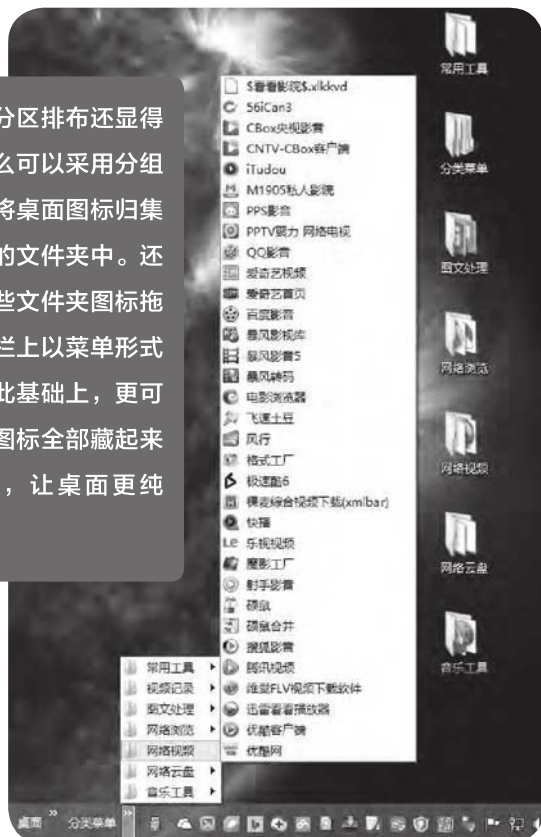 分区排布还显得
么可以采用分组
将桌面图标归集
的文件夹中。还
些文件夹图标拖
栏上以菜单形式
此基础上，更可
图标全部藏起来
，让桌面更纯
常用工具
分类菜单
图文处理
网络浏览
网络视频
网络云盘
音乐工具
$看看影院$.xlkkvd
56iCan3
CBox央视影音
CNTV-CBox客户端
iTudou
M1905私人影院
PPS影音
PPTV聚力 网络电视
QQ影音
爱奇艺视频
爱奇艺首页
百度影音
暴风影视库
暴风影音5
暴风转码
电影浏览器
飞速土豆
风行
格式工厂
极速酷6
稞麦综合视频下载(xmlbar)
快播
乐视视频
魔影工厂
射手影音
硕鼠
硕鼠合并
搜狐影音
腾讯视频
维棠FLV视频下载软件
迅雷看看播放器
优酷客户端
优酷网
常用工具
视频记录
图文处理
网络浏览
网络视频
网络云盘
音乐工具
桌面 » 分类菜单 »